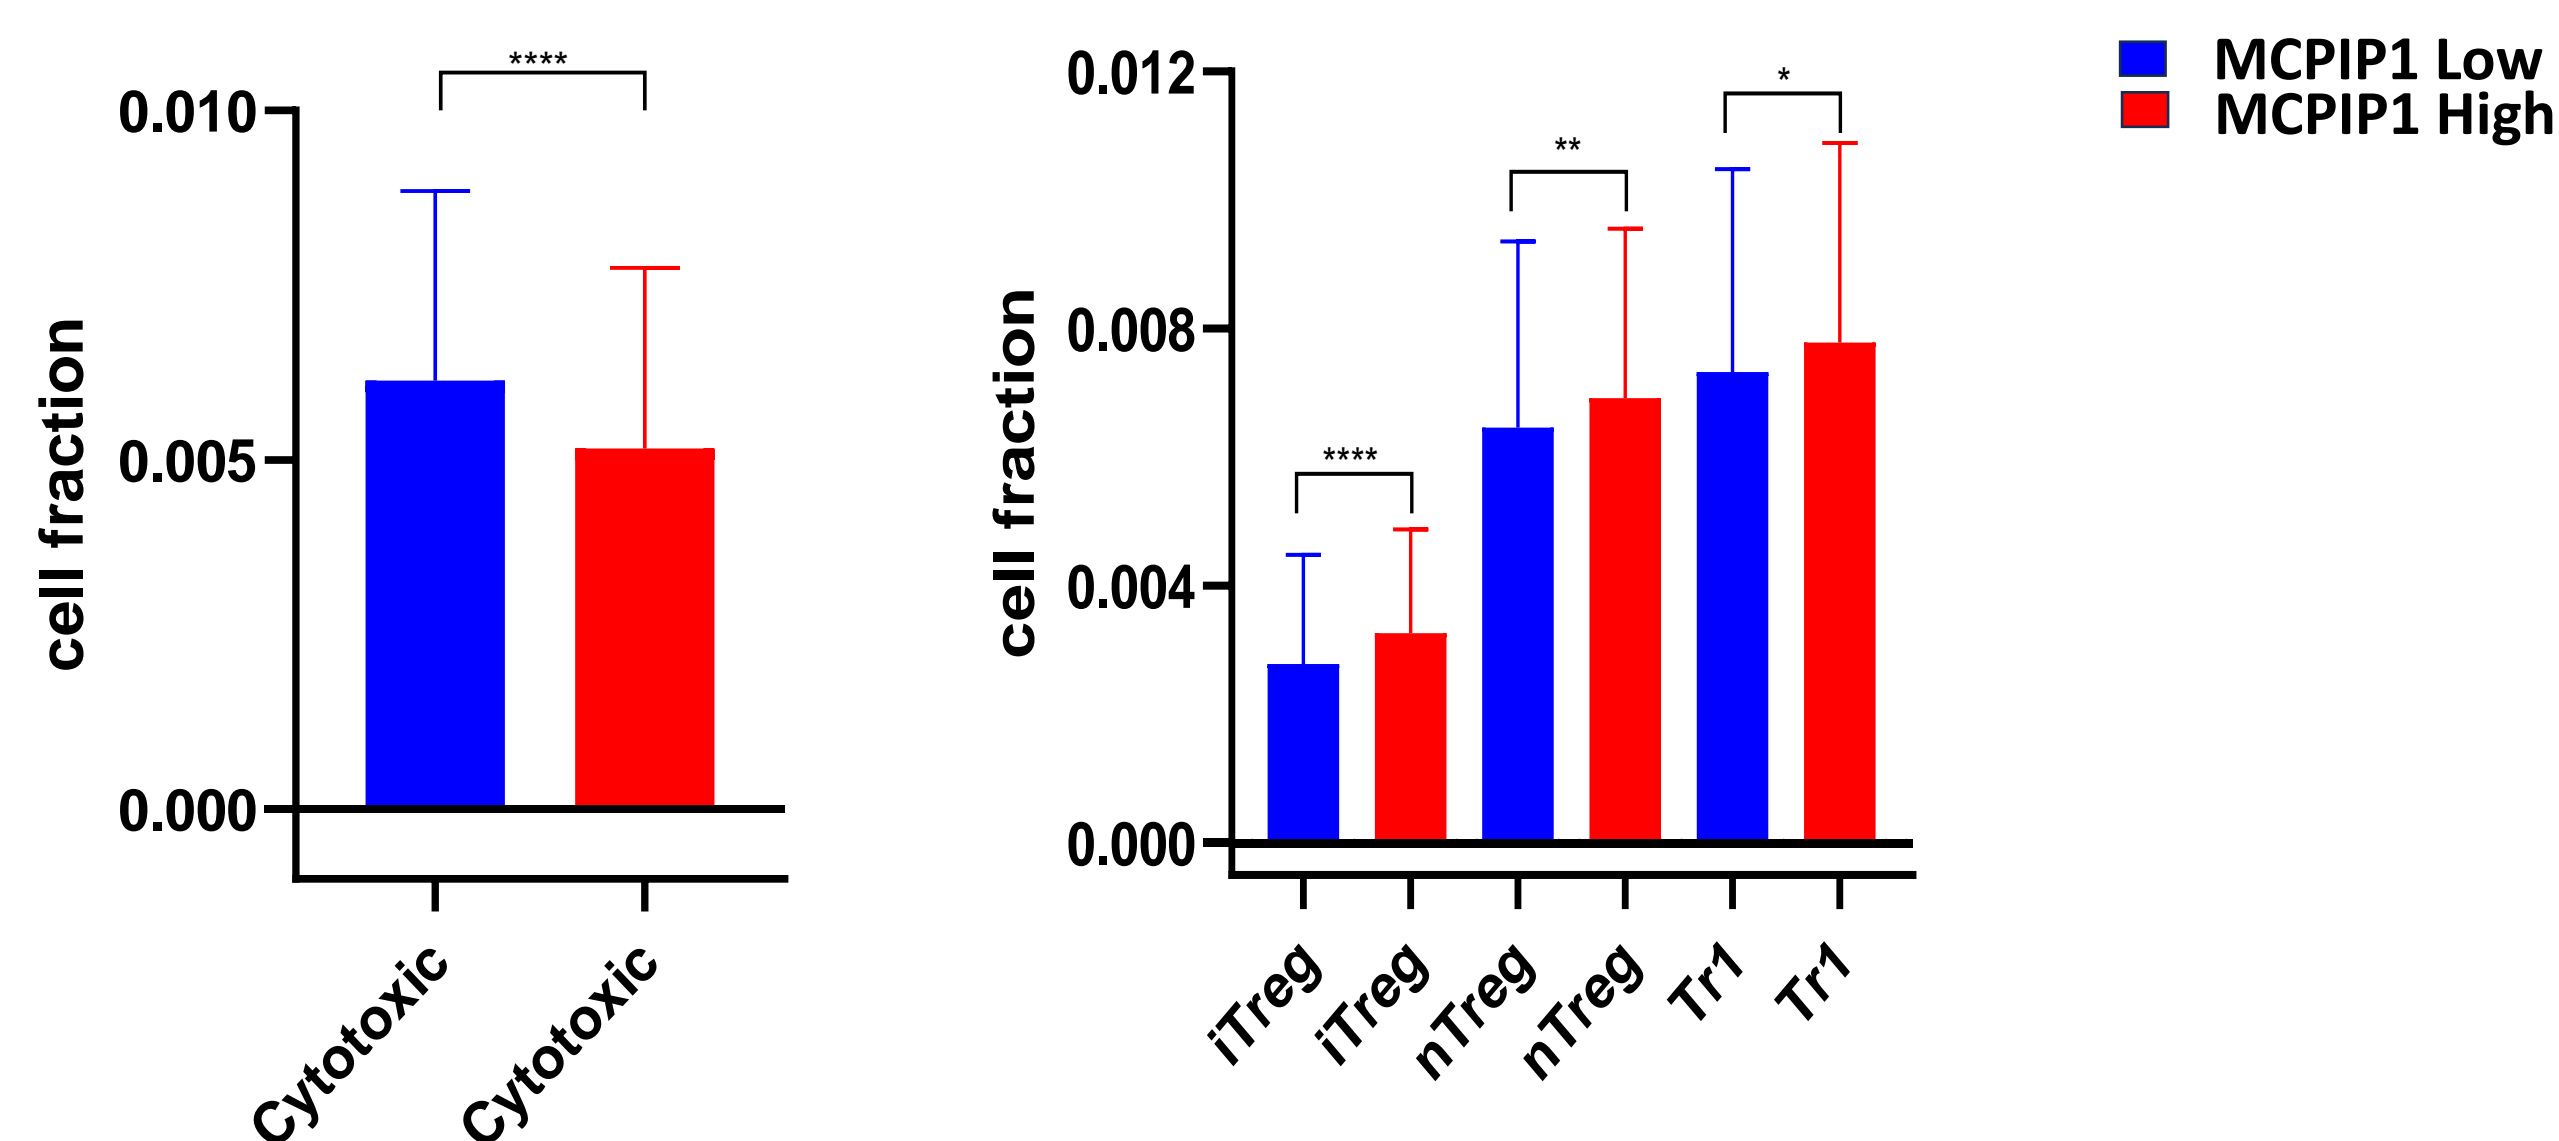 ****
0.010
0.005
0.000
cell fraction
Cytotoxic
Cytotoxic
0.012
0.008
0.004
0.000
cell fraction
****
**
*
iTreg
iTreg
nTreg
nTreg
Tr1
Tr1
MCPIP1 Low
MCPIP1 High